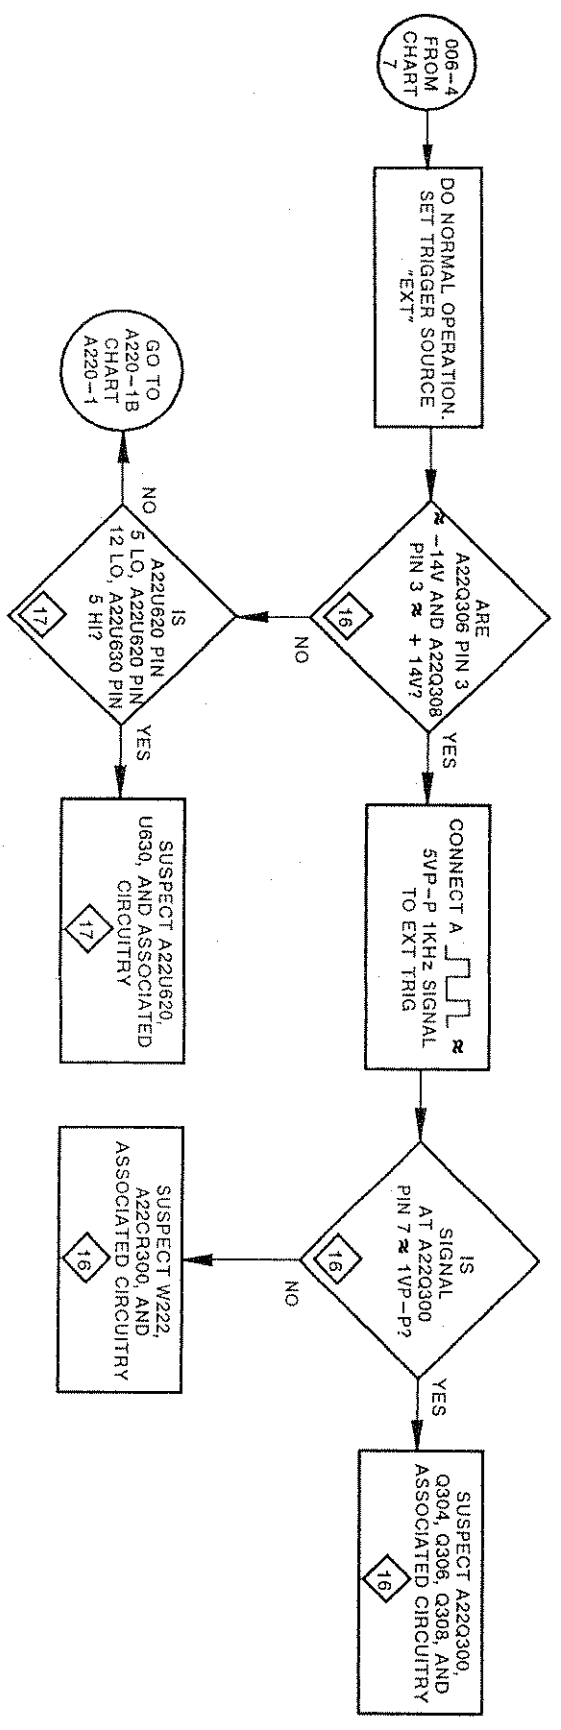 006-4
FROM
CHART
7
DO NORMAL OPERATION.
SET TRIGGER SOURCE
"EXT"
ARE
A22Q306 PIN 3
≈ -14V AND A22Q308
PIN 3 ≈ + 14V?
16
YES
NO
CONNECT A ≈
5VP-P 1KHz SIGNAL
TO EXT TRIG
IS
SIGNAL
AT A22Q300
PIN 7 ≈ 1VP-P?
16
YES
NO
SUSPECT A22Q300,
Q304, Q306, Q308, AND
ASSOCIATED CIRCUITRY
16
GO TO
A220-1B
CHART
A220-1
NO
IS
A22U620 PIN
5 LO, A22U620 PIN
12 LO, A22U630 PIN
5 HI?
17
YES
SUSPECT A22U620,
U630, AND ASSOCIATED
CIRCUITRY
17
SUSPECT W222,
A22CR300, AND
ASSOCIATED CIRCUITRY
16